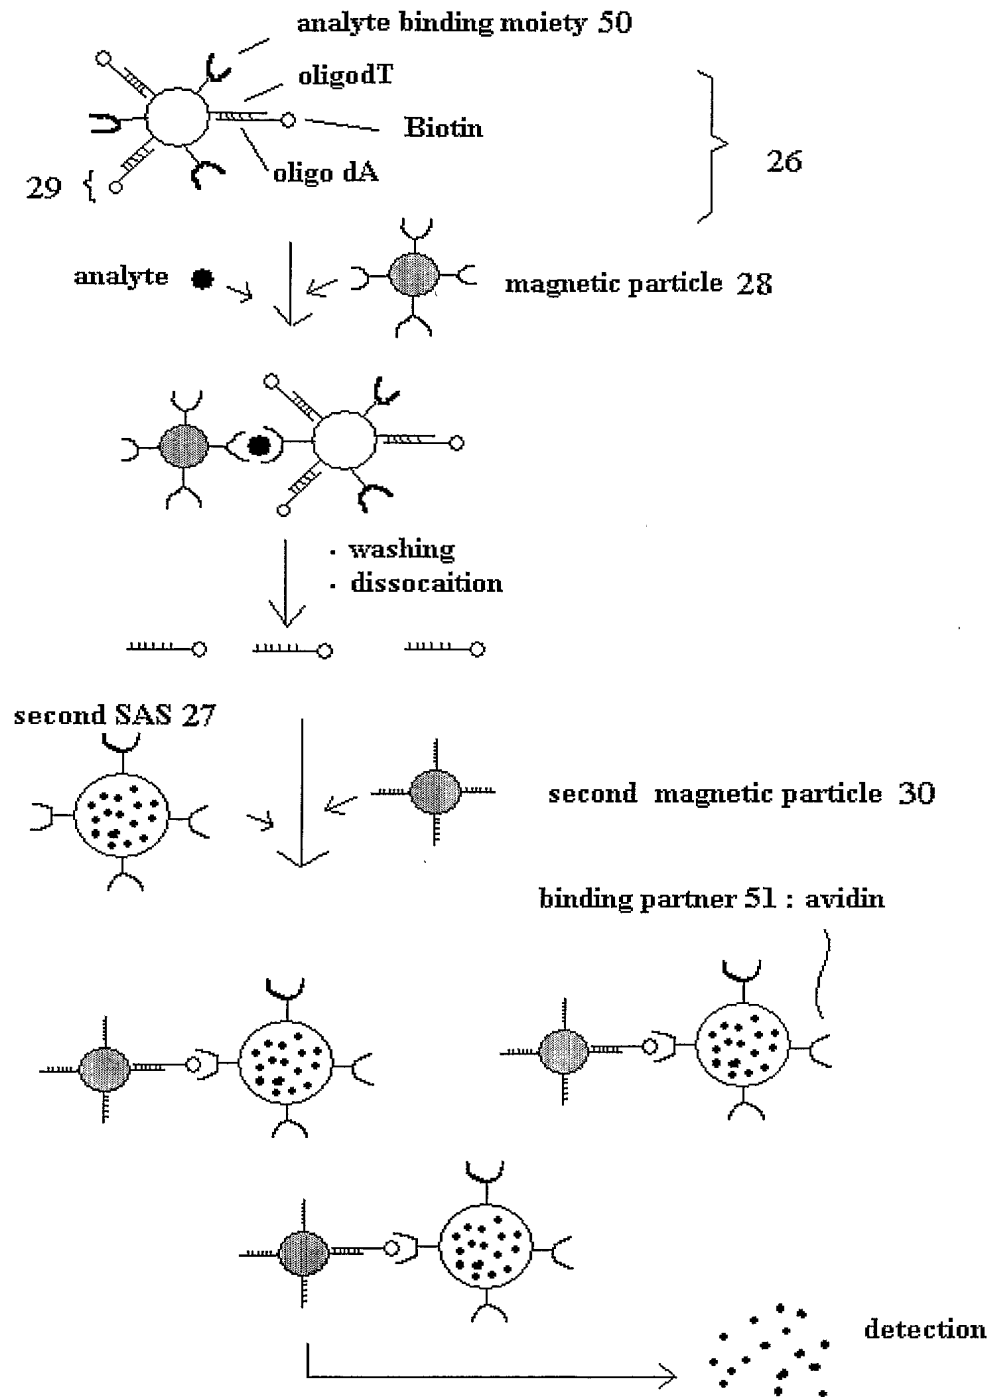 analyte binding moiety 50
oligodT
Biotin
oligo dA
29 {
26
analyte
magnetic particle 28
· washing
· dissocaition
second SAS 27
second magnetic particle 30
binding partner 51 : avidin
detection